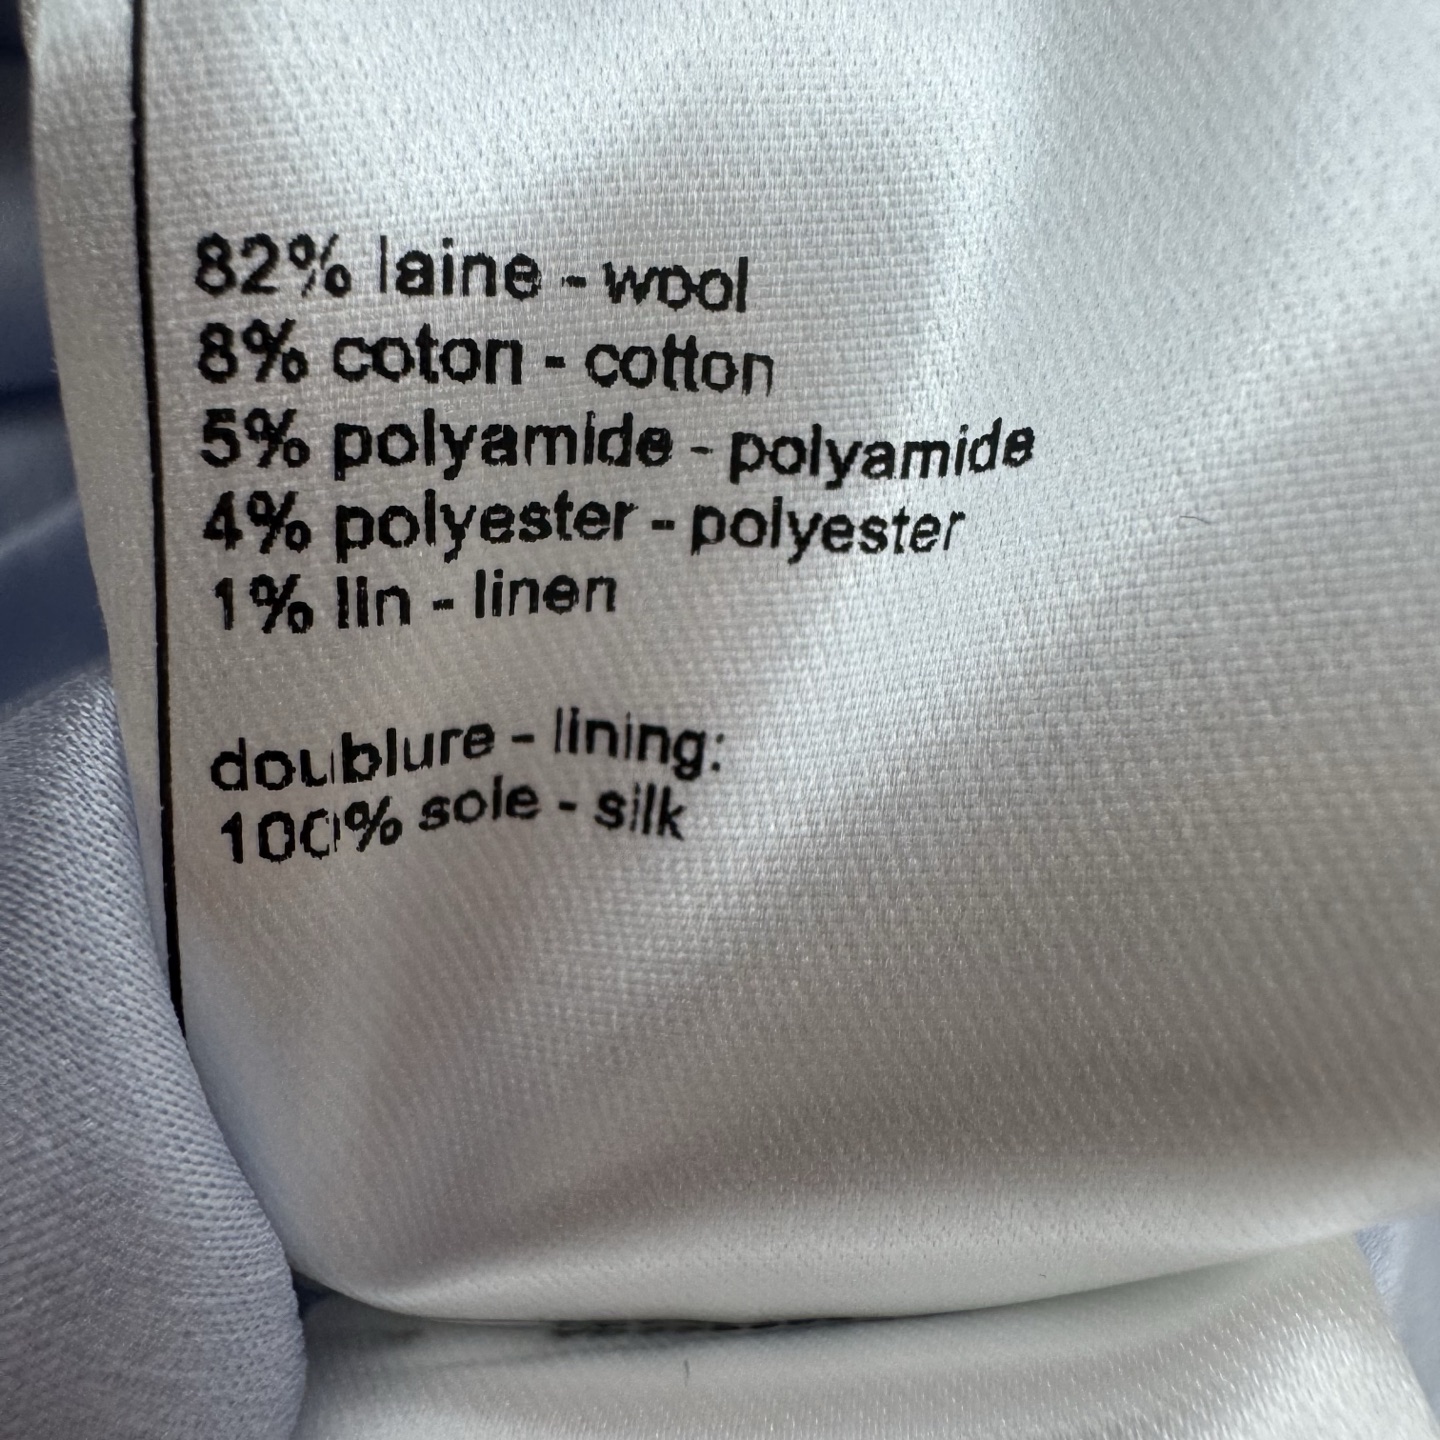 82% laine - wool
8% coton - cotton
5% polyamide - polyamide
4% polyester - polyester
1% lin - linen
doublure - lining:
100% soie - silk